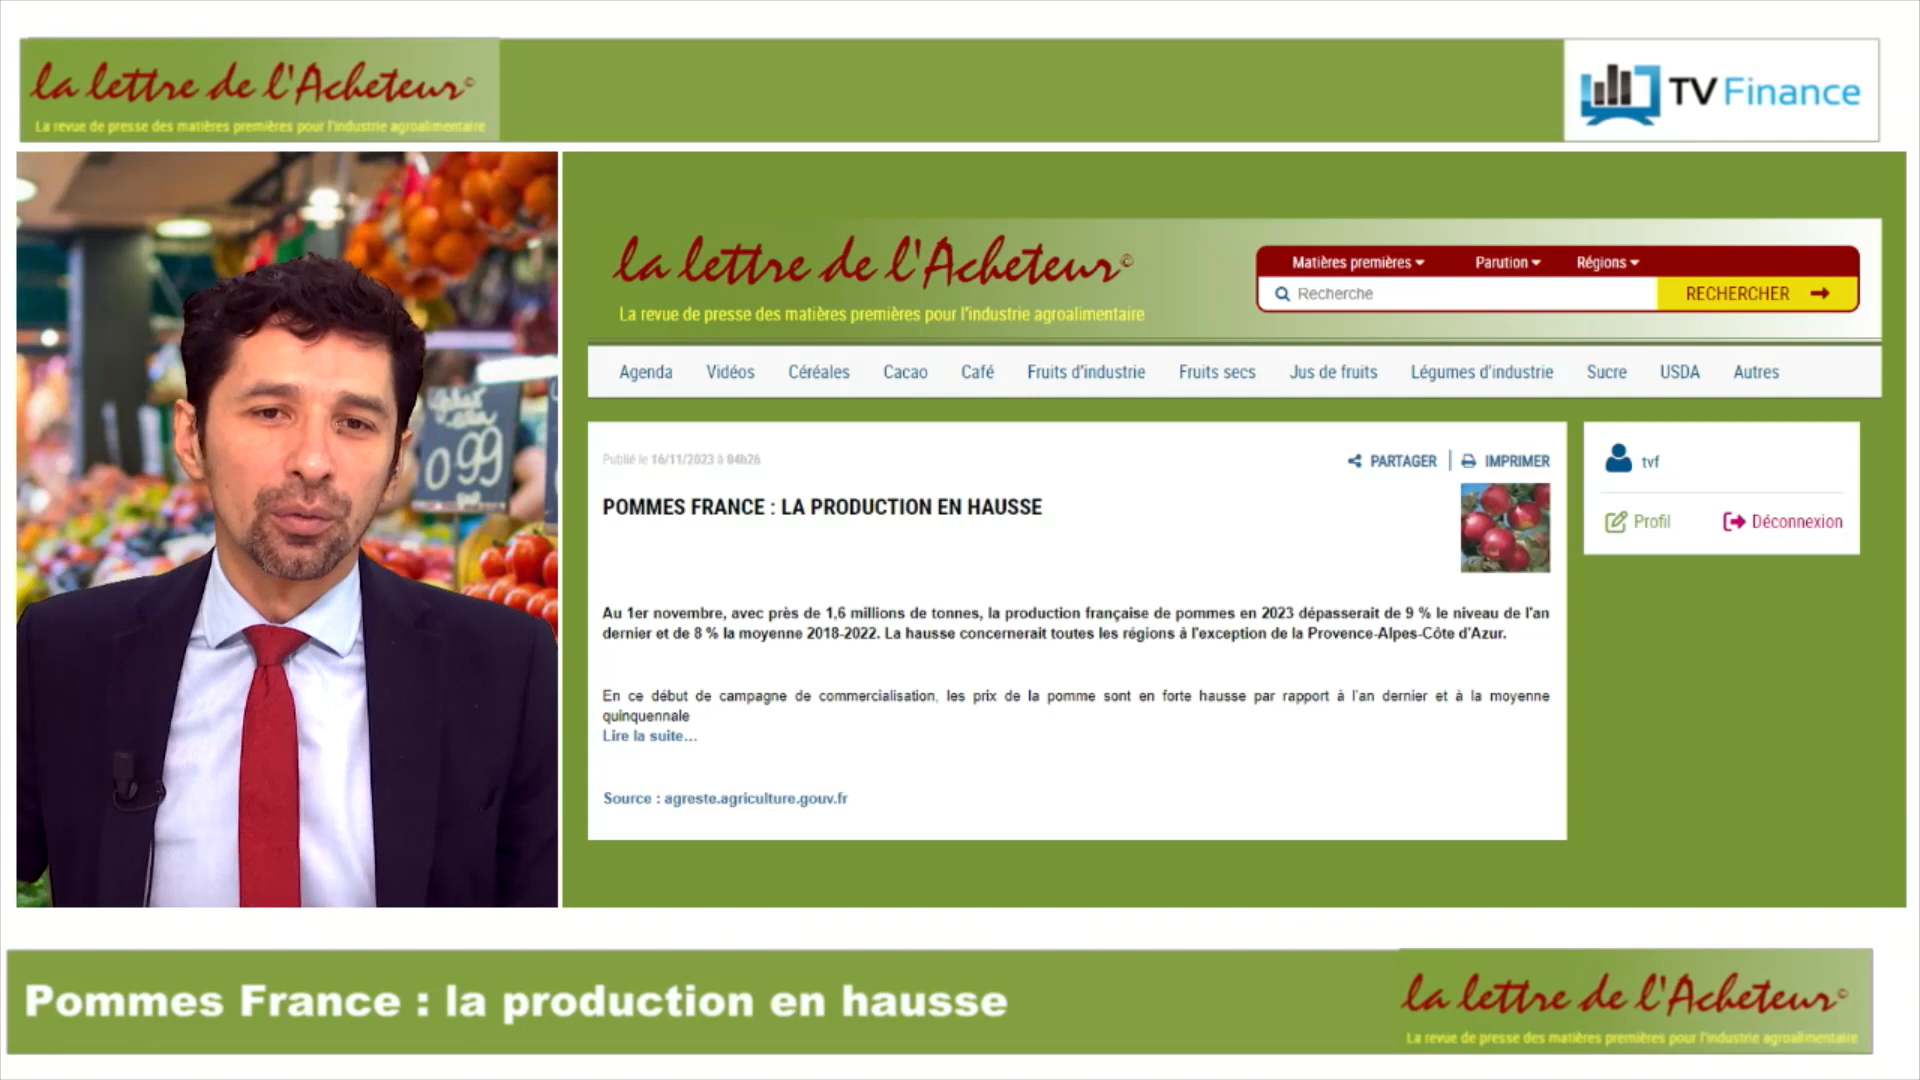 la lettre de l'Acheteur©
La revue de presse des matières premières pour l'industrie agroalimentaire
TV Finance
0,99
la lettre de l'Acheteur©
La revue de presse des matières premières pour l'industrie agroalimentaire
Matières premières Parution Régions
Recherche RECHERCHER
Agenda Vidéos Céréales Cacao Café Fruits d'industrie Fruits secs Jus de fruits Légumes d'industrie Sucre USDA Autres
Publié le 16/11/2023 à 04h26
PARTAGER IMPRIMER
tvf
POMMES FRANCE : LA PRODUCTION EN HAUSSE
Profil Déconnexion
Au 1er novembre, avec près de 1,6 millions de tonnes, la production française de pommes en 2023 dépasserait de 9 % le niveau de l'an
dernier et de 8 % la moyenne 2018-2022. La hausse concernerait toutes les régions à l'exception de la Provence-Alpes-Côte d'Azur.
En ce début de campagne de commercialisation, les prix de la pomme sont en forte hausse par rapport à l'an dernier et à la moyenne
quinquennale
Lire la suite...
Source : agreste.agriculture.gouv.fr
Pommes France : la production en hausse
la lettre de l'Acheteur©
La revue de presse des matières premières pour l'industrie agroalimentaire